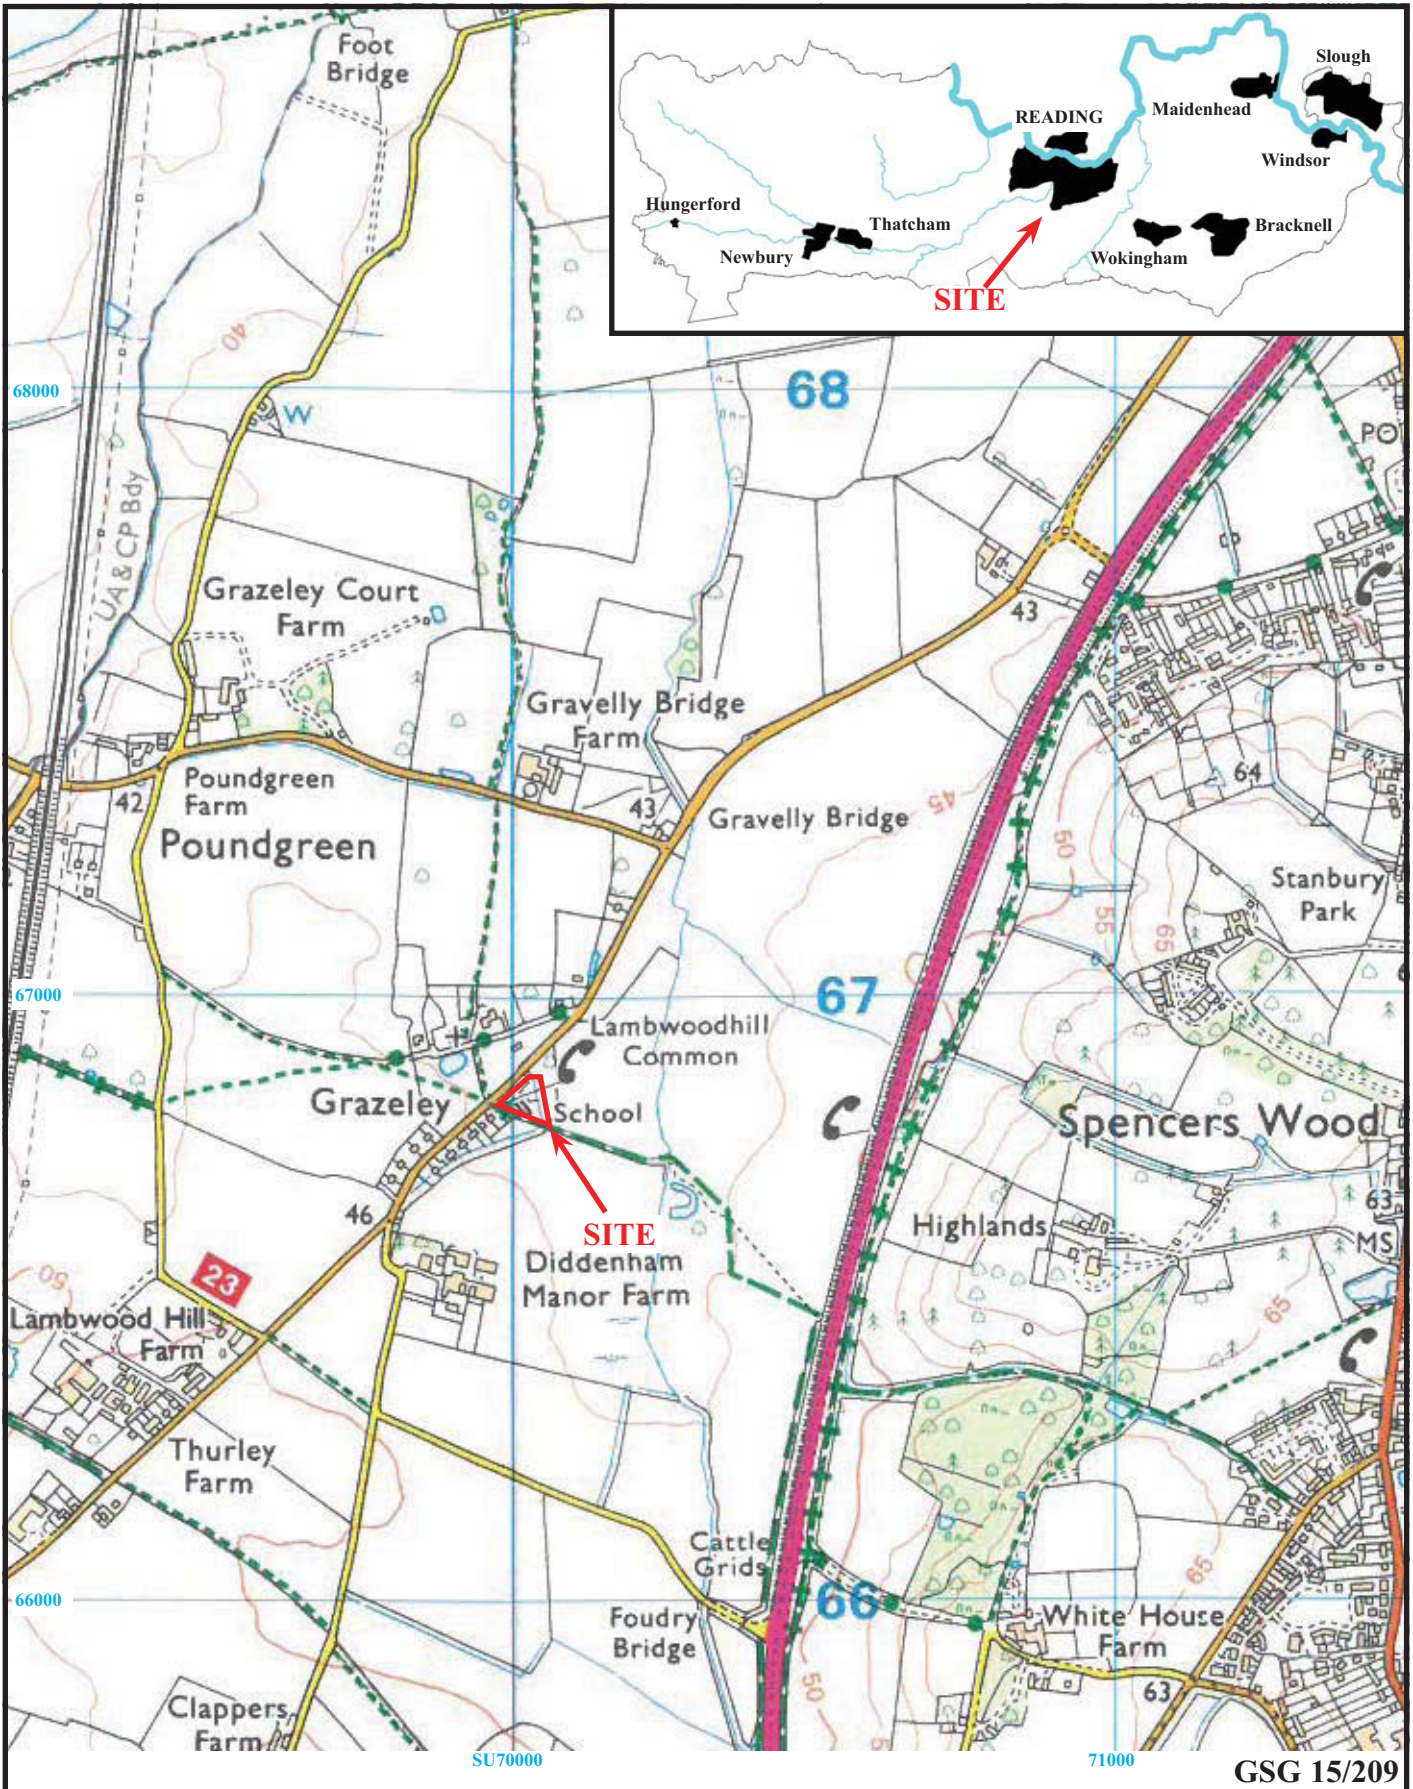 Foot
Bridge
READING
Maidenhead
Slough
Windsor
Hungerford
Newbury
Thatcham
Wokingham
Bracknell
SITE
40
68000
68
W
PO
UA & CP Bdy
Grazeley Court
Farm
43
Gravelly Bridge
Farm
42
Poundgreen
Farm
43
Gravelly Bridge
45
64
Poundgreen
50
Stanbury
Park
55
65
67000
67
Lambwoodhill
Common
Grazeley
School
Spencers Wood
46
SITE
Highlands
63
MS
Diddenham
Manor Farm
50
23
Lambwood Hill
Farm
65
Thurley
Farm
Cattle
Grids
65
66000
66
Foudry
Bridge
White House
Farm
50
63
Clappers
Farm
SU70000
71000
GSG 15/209